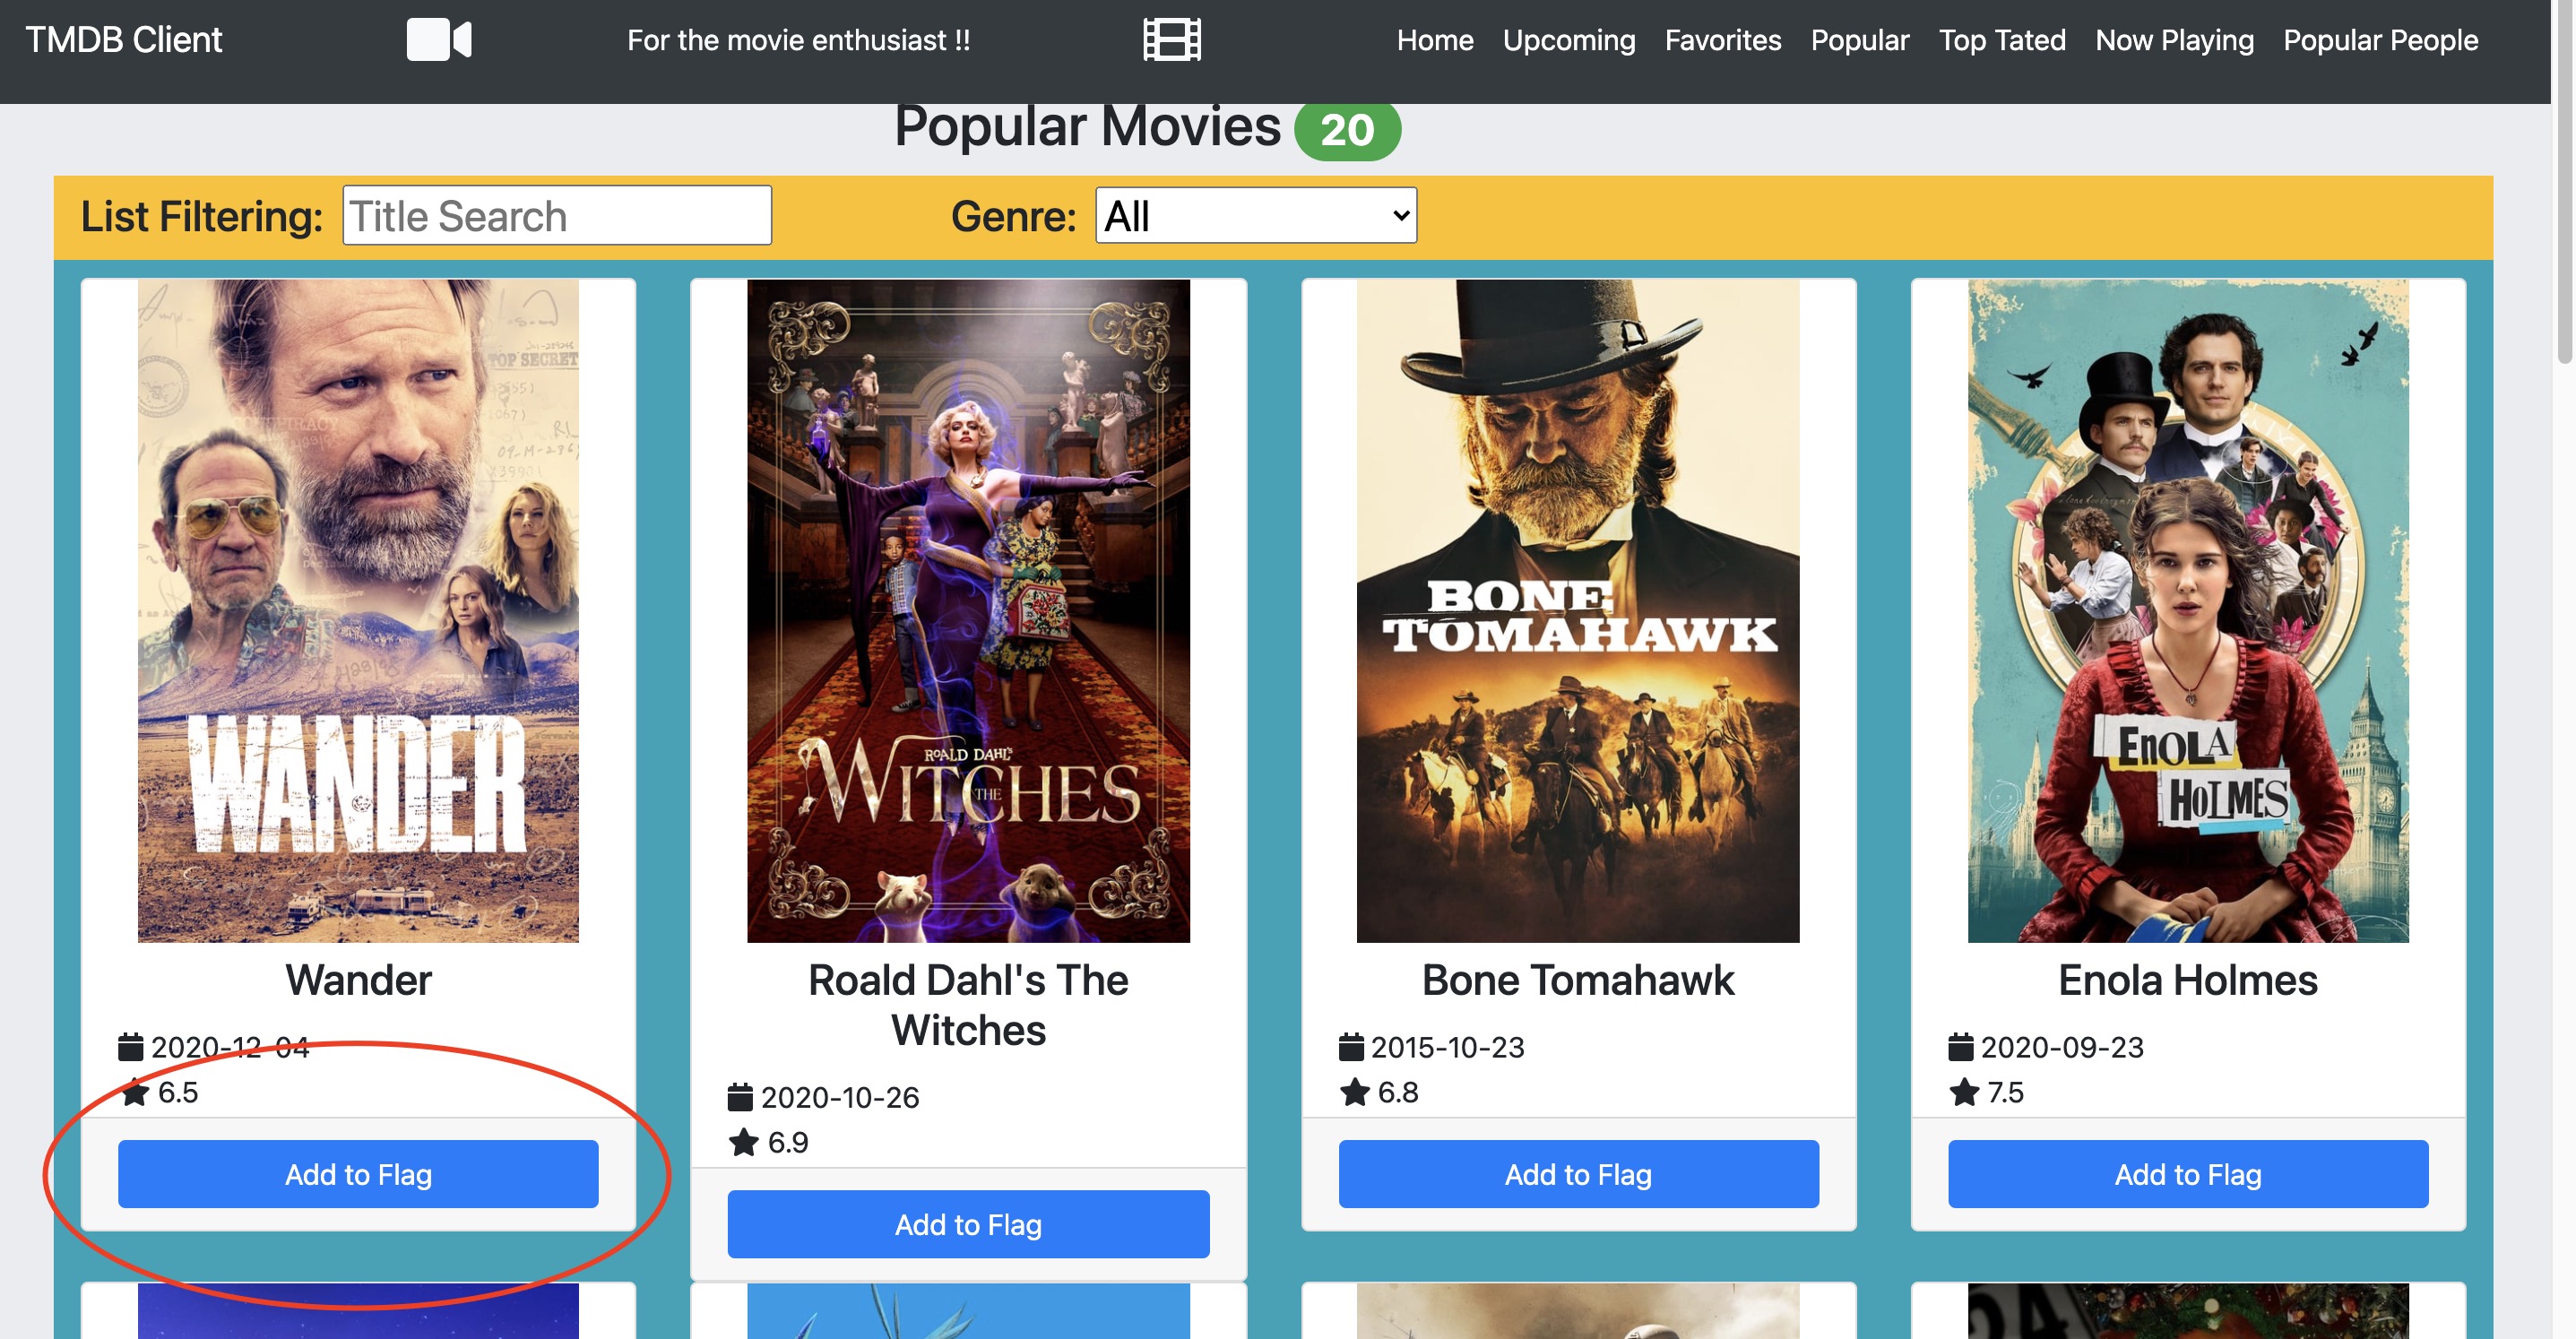 TMDB Client
For the movie enthusiast !!
Home Upcoming Favorites Popular Top Tated Now Playing Popular People
Popular Movies 20
List Filtering: Title Search Genre: All
TOP SECRET
CONSPIRACY
WANDER
ROALD DAHL'S
THE WITCHES
BONE
TOMAHAWK
ENOLA
HOLMES
Wander
2020-12-04
6.5
Add to Flag
Roald Dahl's The
Witches
2020-10-26
6.9
Add to Flag
Bone Tomahawk
2015-10-23
6.8
Add to Flag
Enola Holmes
2020-09-23
7.5
Add to Flag